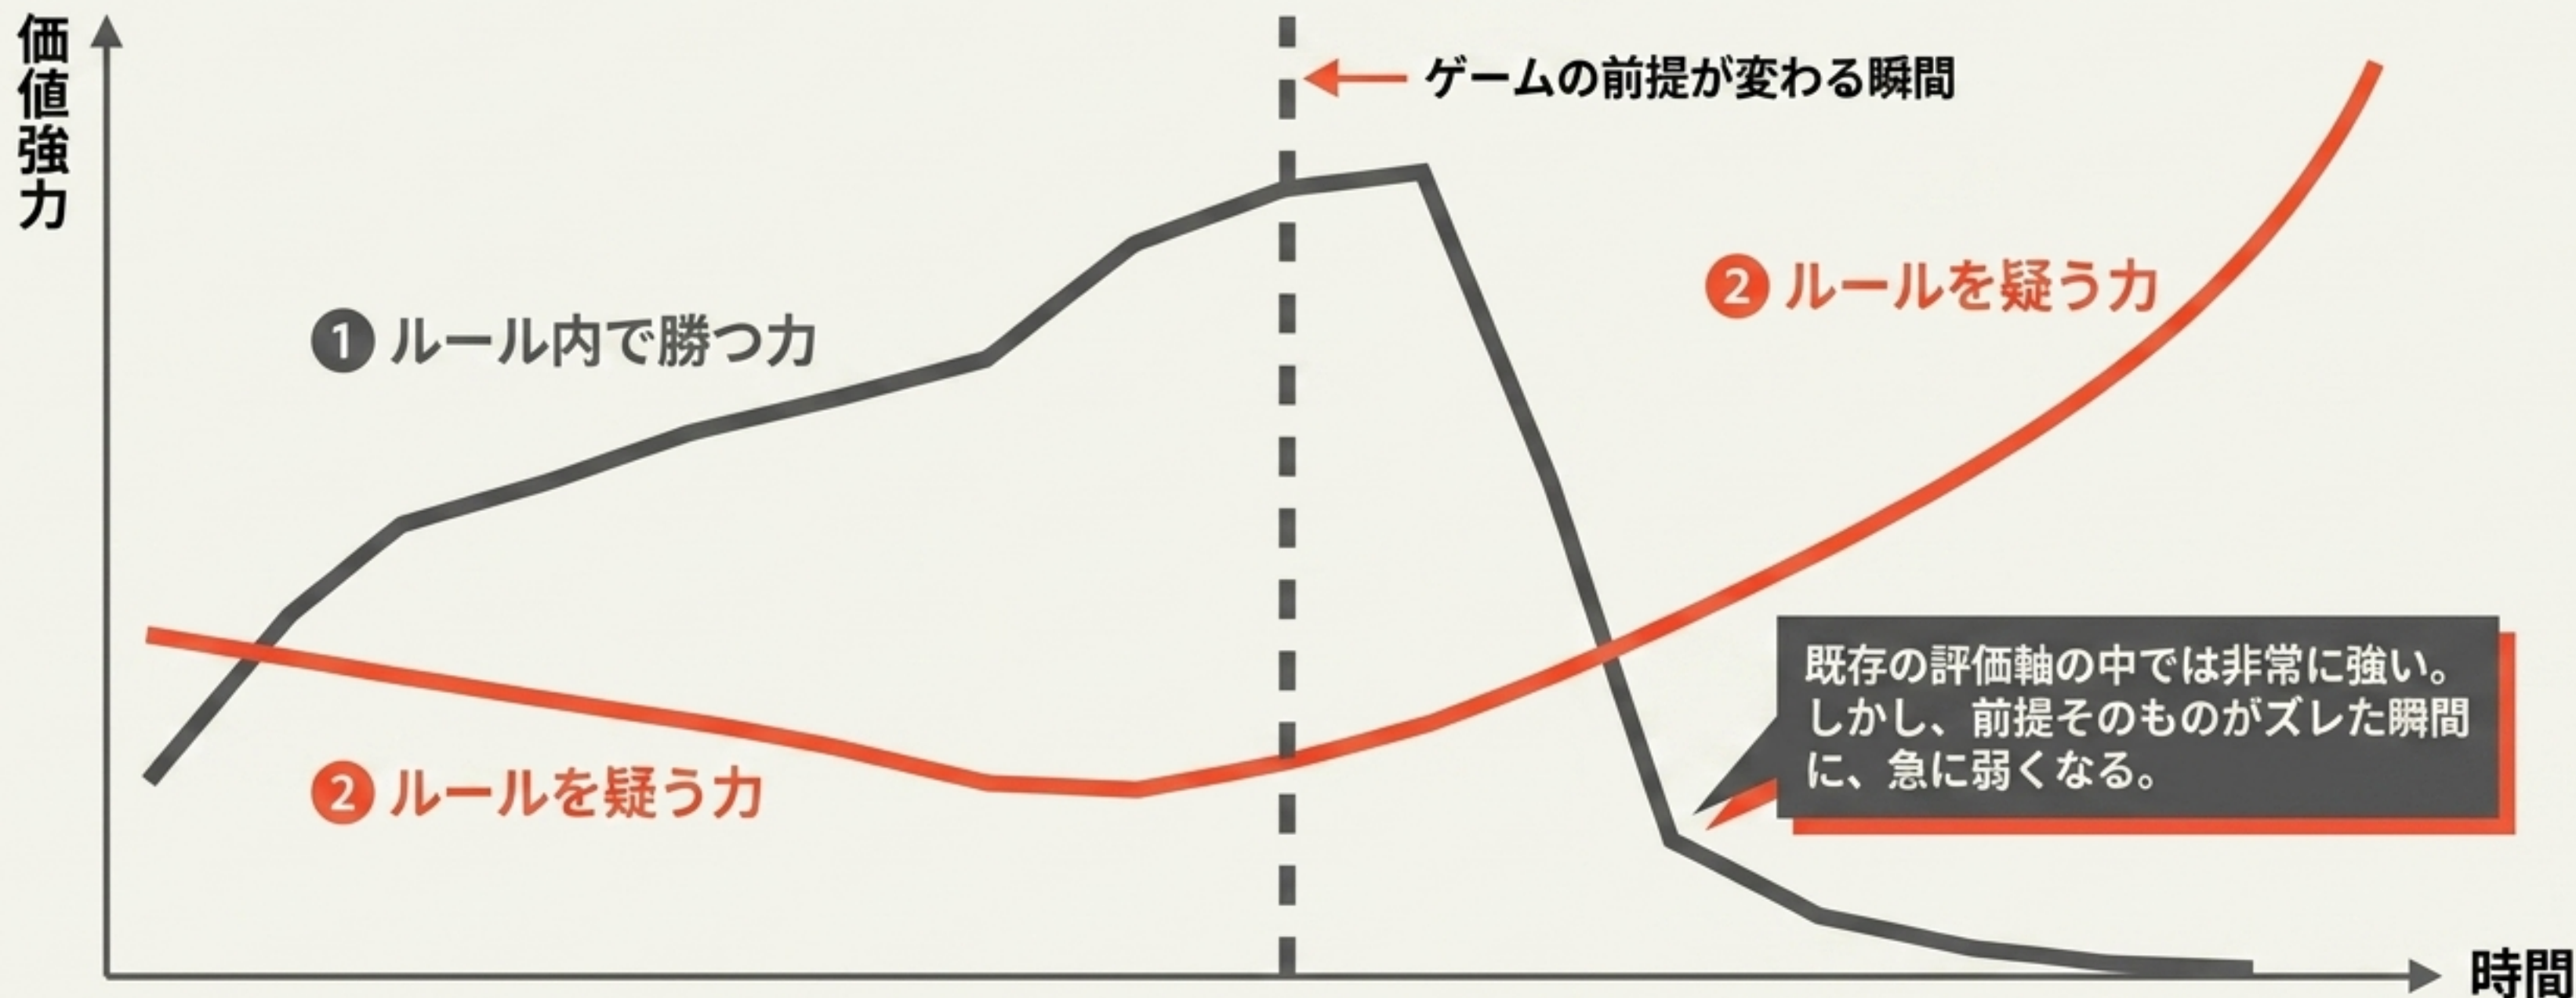 価値強力
ゲームの前提が変わる瞬間
❷ ルールを疑う力
❶ ルール内で勝つ力
既存の評価軸の中では非常に強い。
しかし、前提そのものがズレた瞬間
に、急に弱くなる。
❷ ルールを疑う力
時間